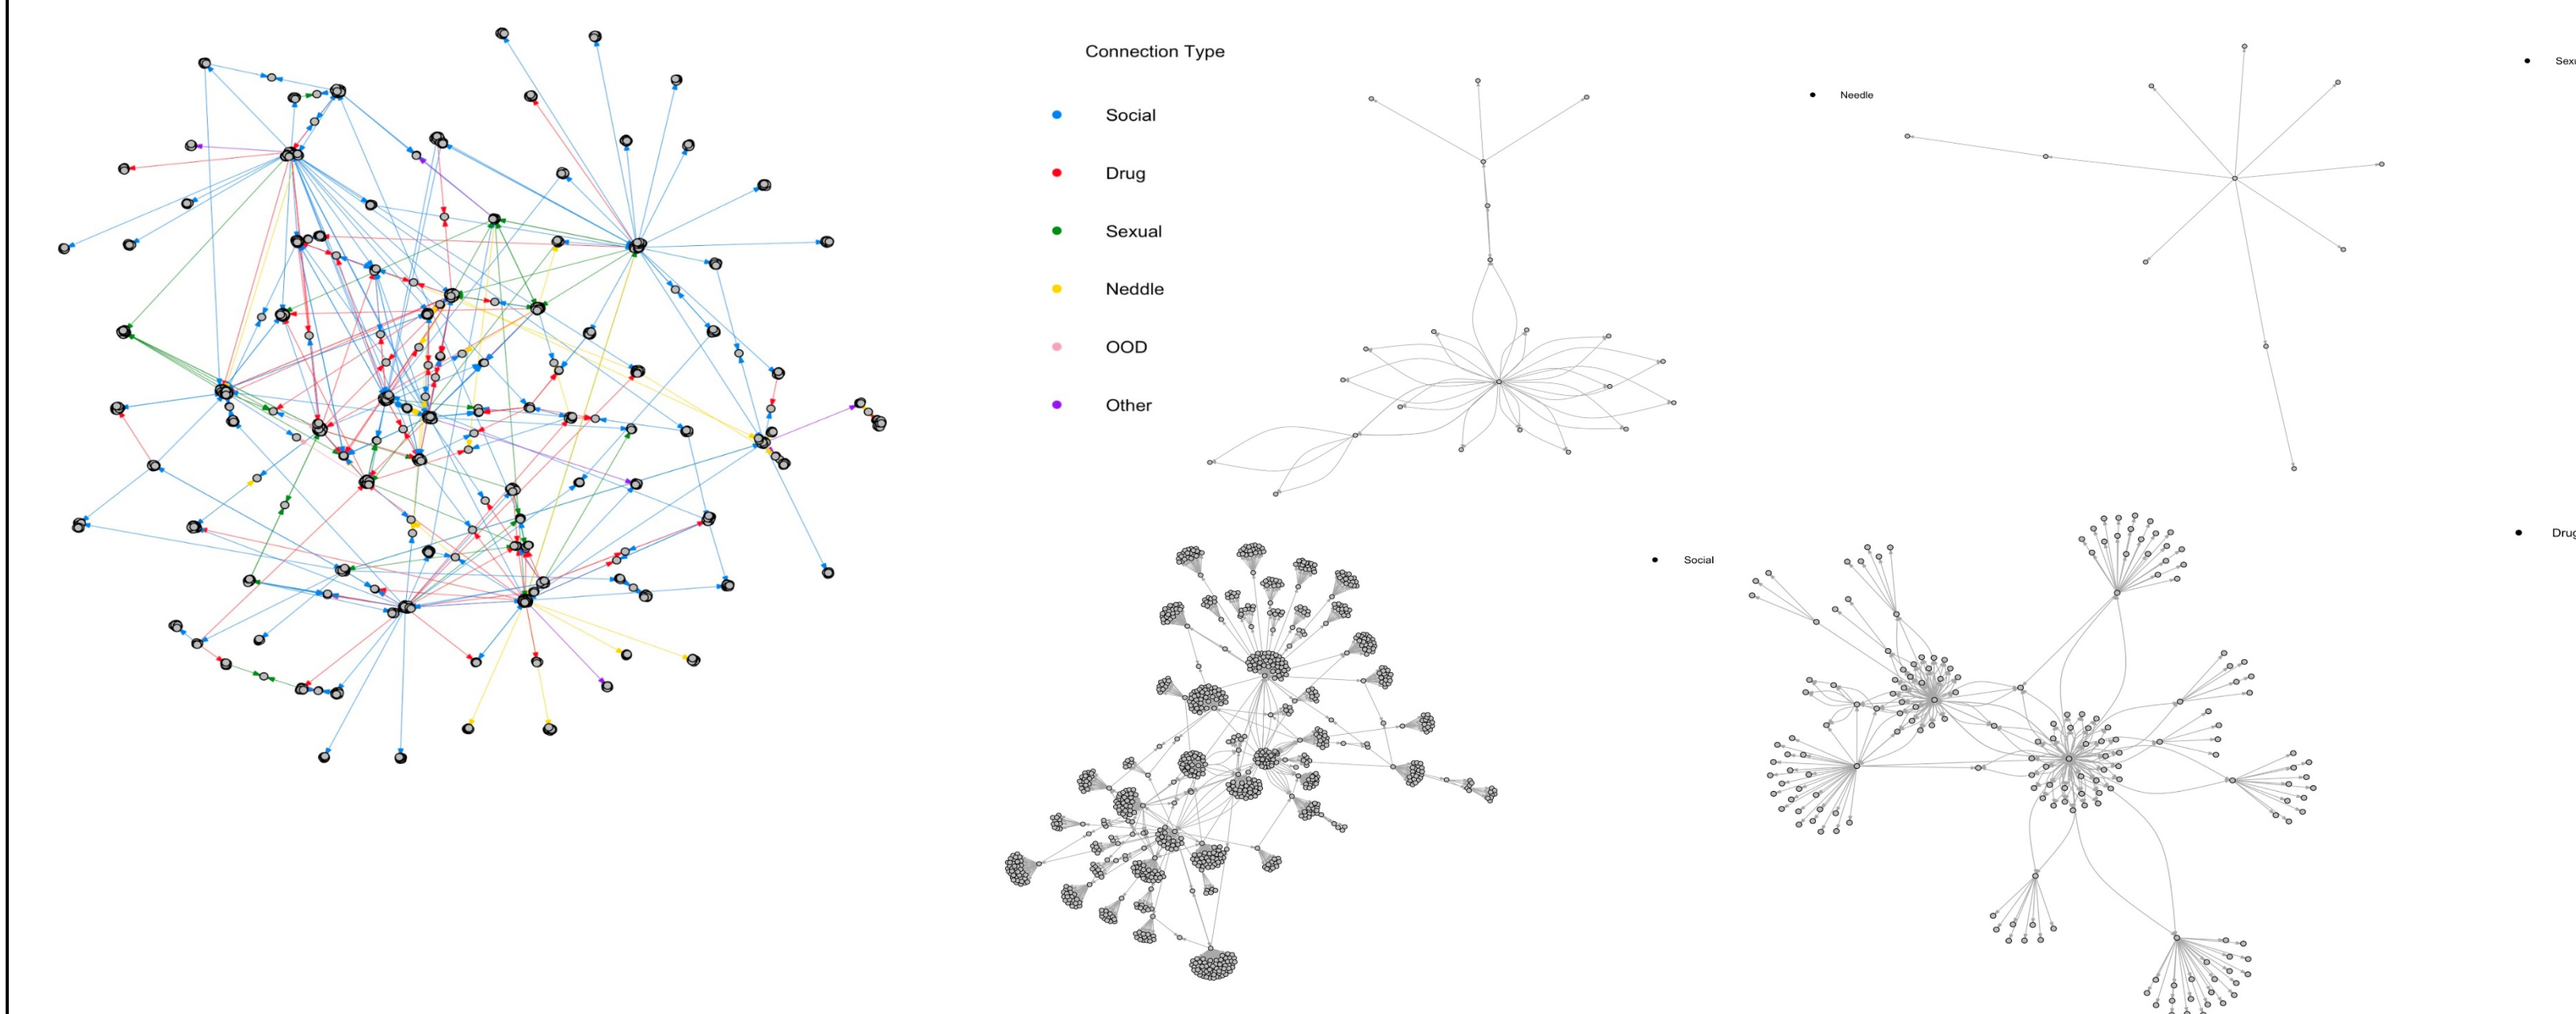 Connection Type
Social
Drug
Sexual
Neddle
OOD
Other
Needle
Social